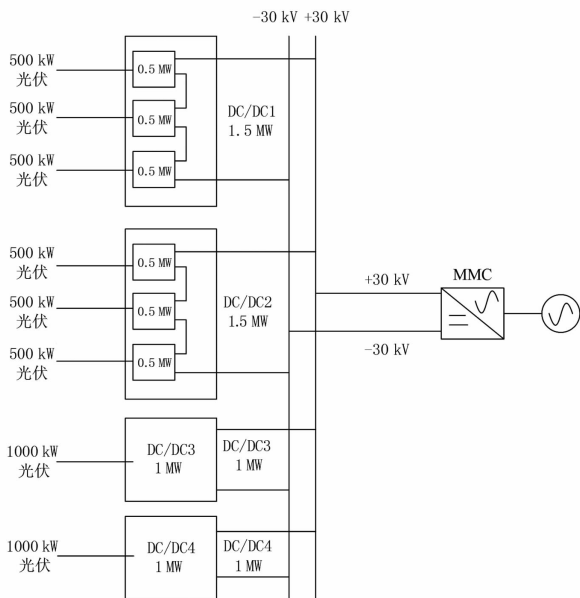 −30 kV +30 kV
500 kW
光伏
0.5 MW
500 kW
光伏
0.5 MW
500 kW
光伏
0.5 MW
DC/DC1
1. 5 MW
500 kW
光伏
0.5 MW
500 kW
光伏
0.5 MW
500 kW
光伏
0.5 MW
DC/DC2
1.5 MW
+30 kV
−30 kV
MMC
1000 kW
光伏
DC/DC3
1 MW
DC/DC3
1 MW
1000 kW
光伏
DC/DC4
1 MW
DC/DC4
1 MW